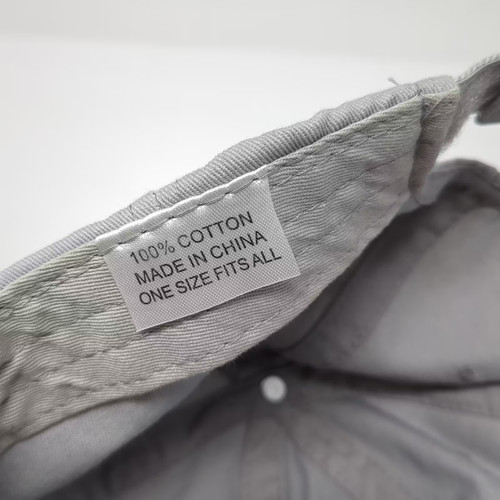 100% COTTON
MADE IN CHINA
ONE SIZE FITS ALL